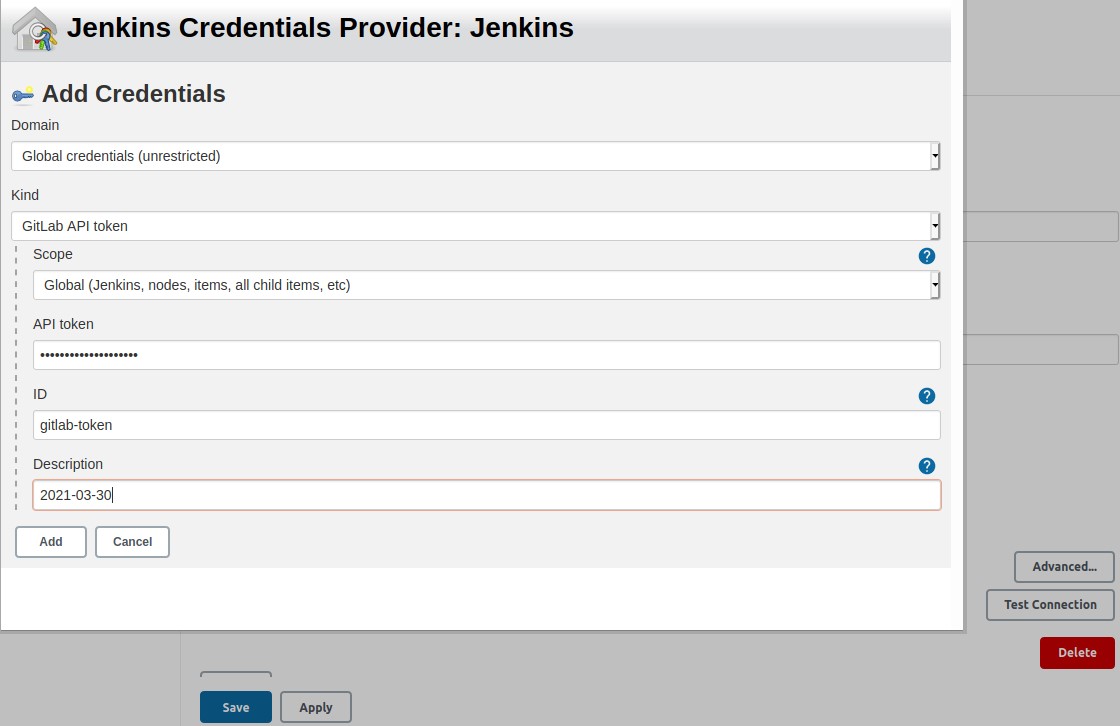 Jenkins Credentials Provider: Jenkins
Add Credentials
Domain
Global credentials (unrestricted)
Kind
GitLab API token
Scope
Global (Jenkins, nodes, items, all child items, etc)
API token
••••••••••••••••••••
ID
gitlab-token
Description
2021-03-30
Add Cancel
Advanced...
Test Connection
Delete
Save Apply